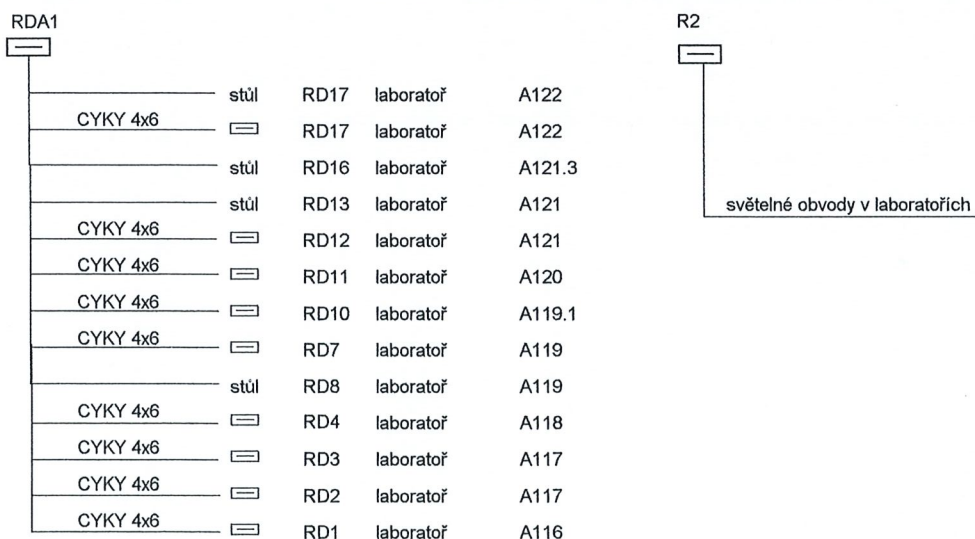 RDA1
R2
stůl RD17 laboratoř A122
CYKY 4x6 RD17 laboratoř A122
stůl RD16 laboratoř A121.3
stůl RD13 laboratoř A121
CYKY 4x6 RD12 laboratoř A121
CYKY 4x6 RD11 laboratoř A120
CYKY 4x6 RD10 laboratoř A119.1
CYKY 4x6 RD7 laboratoř A119
stůl RD8 laboratoř A119
CYKY 4x6 RD4 laboratoř A118
CYKY 4x6 RD3 laboratoř A117
CYKY 4x6 RD2 laboratoř A117
CYKY 4x6 RD1 laboratoř A116
světelné obvody v laboratořích